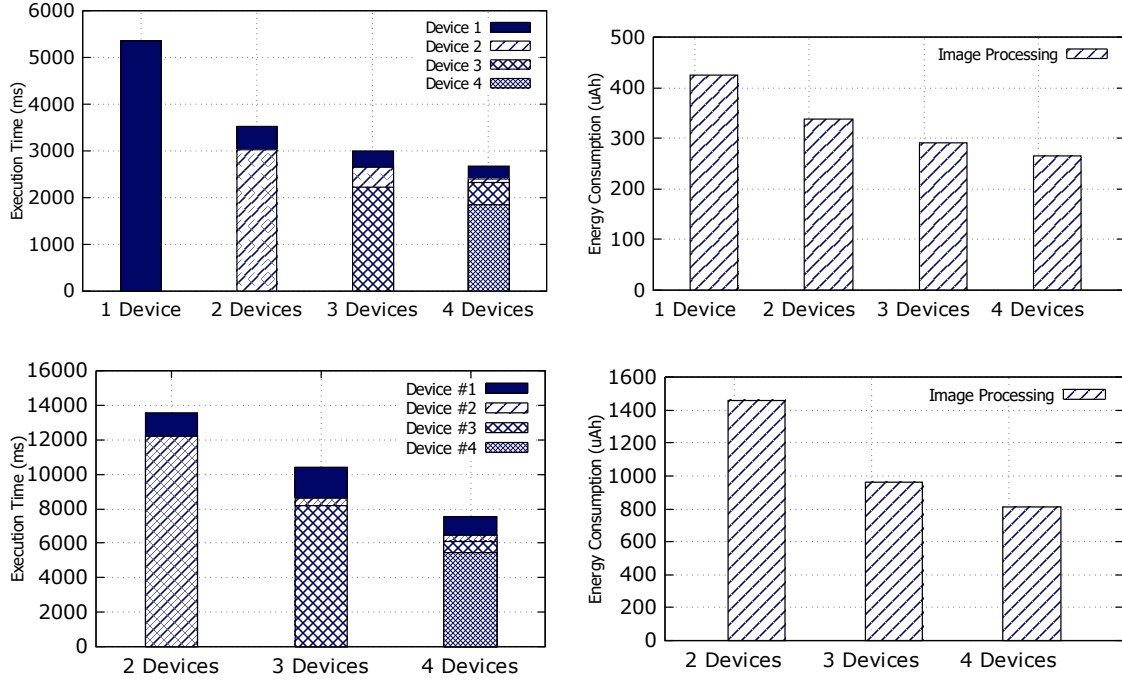 6000
5000
4000
3000
2000
1000
0
Execution Time (ms)
Device 1
Device 2
Device 3
Device 4
1 Device 2 Devices 3 Devices 4 Devices
500
400
300
200
100
0
Energy Consumption (uAh)
Image Processing
1 Device 2 Devices 3 Devices 4 Devices
16000
14000
12000
10000
8000
6000
4000
2000
0
Execution Time (ms)
Device #1
Device #2
Device #3
Device #4
2 Devices 3 Devices 4 Devices
1600
1400
1200
1000
800
600
400
200
0
Energy Consumption (uAh)
Image Processing
2 Devices 3 Devices 4 Devices